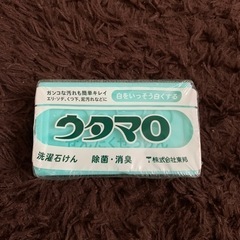 ガンコな汚れも簡単キレイ
エリ・ソデ、くつ下、泥汚れなどに
白をいっそう白くする
ウタマロ
洗濯石けん 除菌・消臭 株式会社東邦